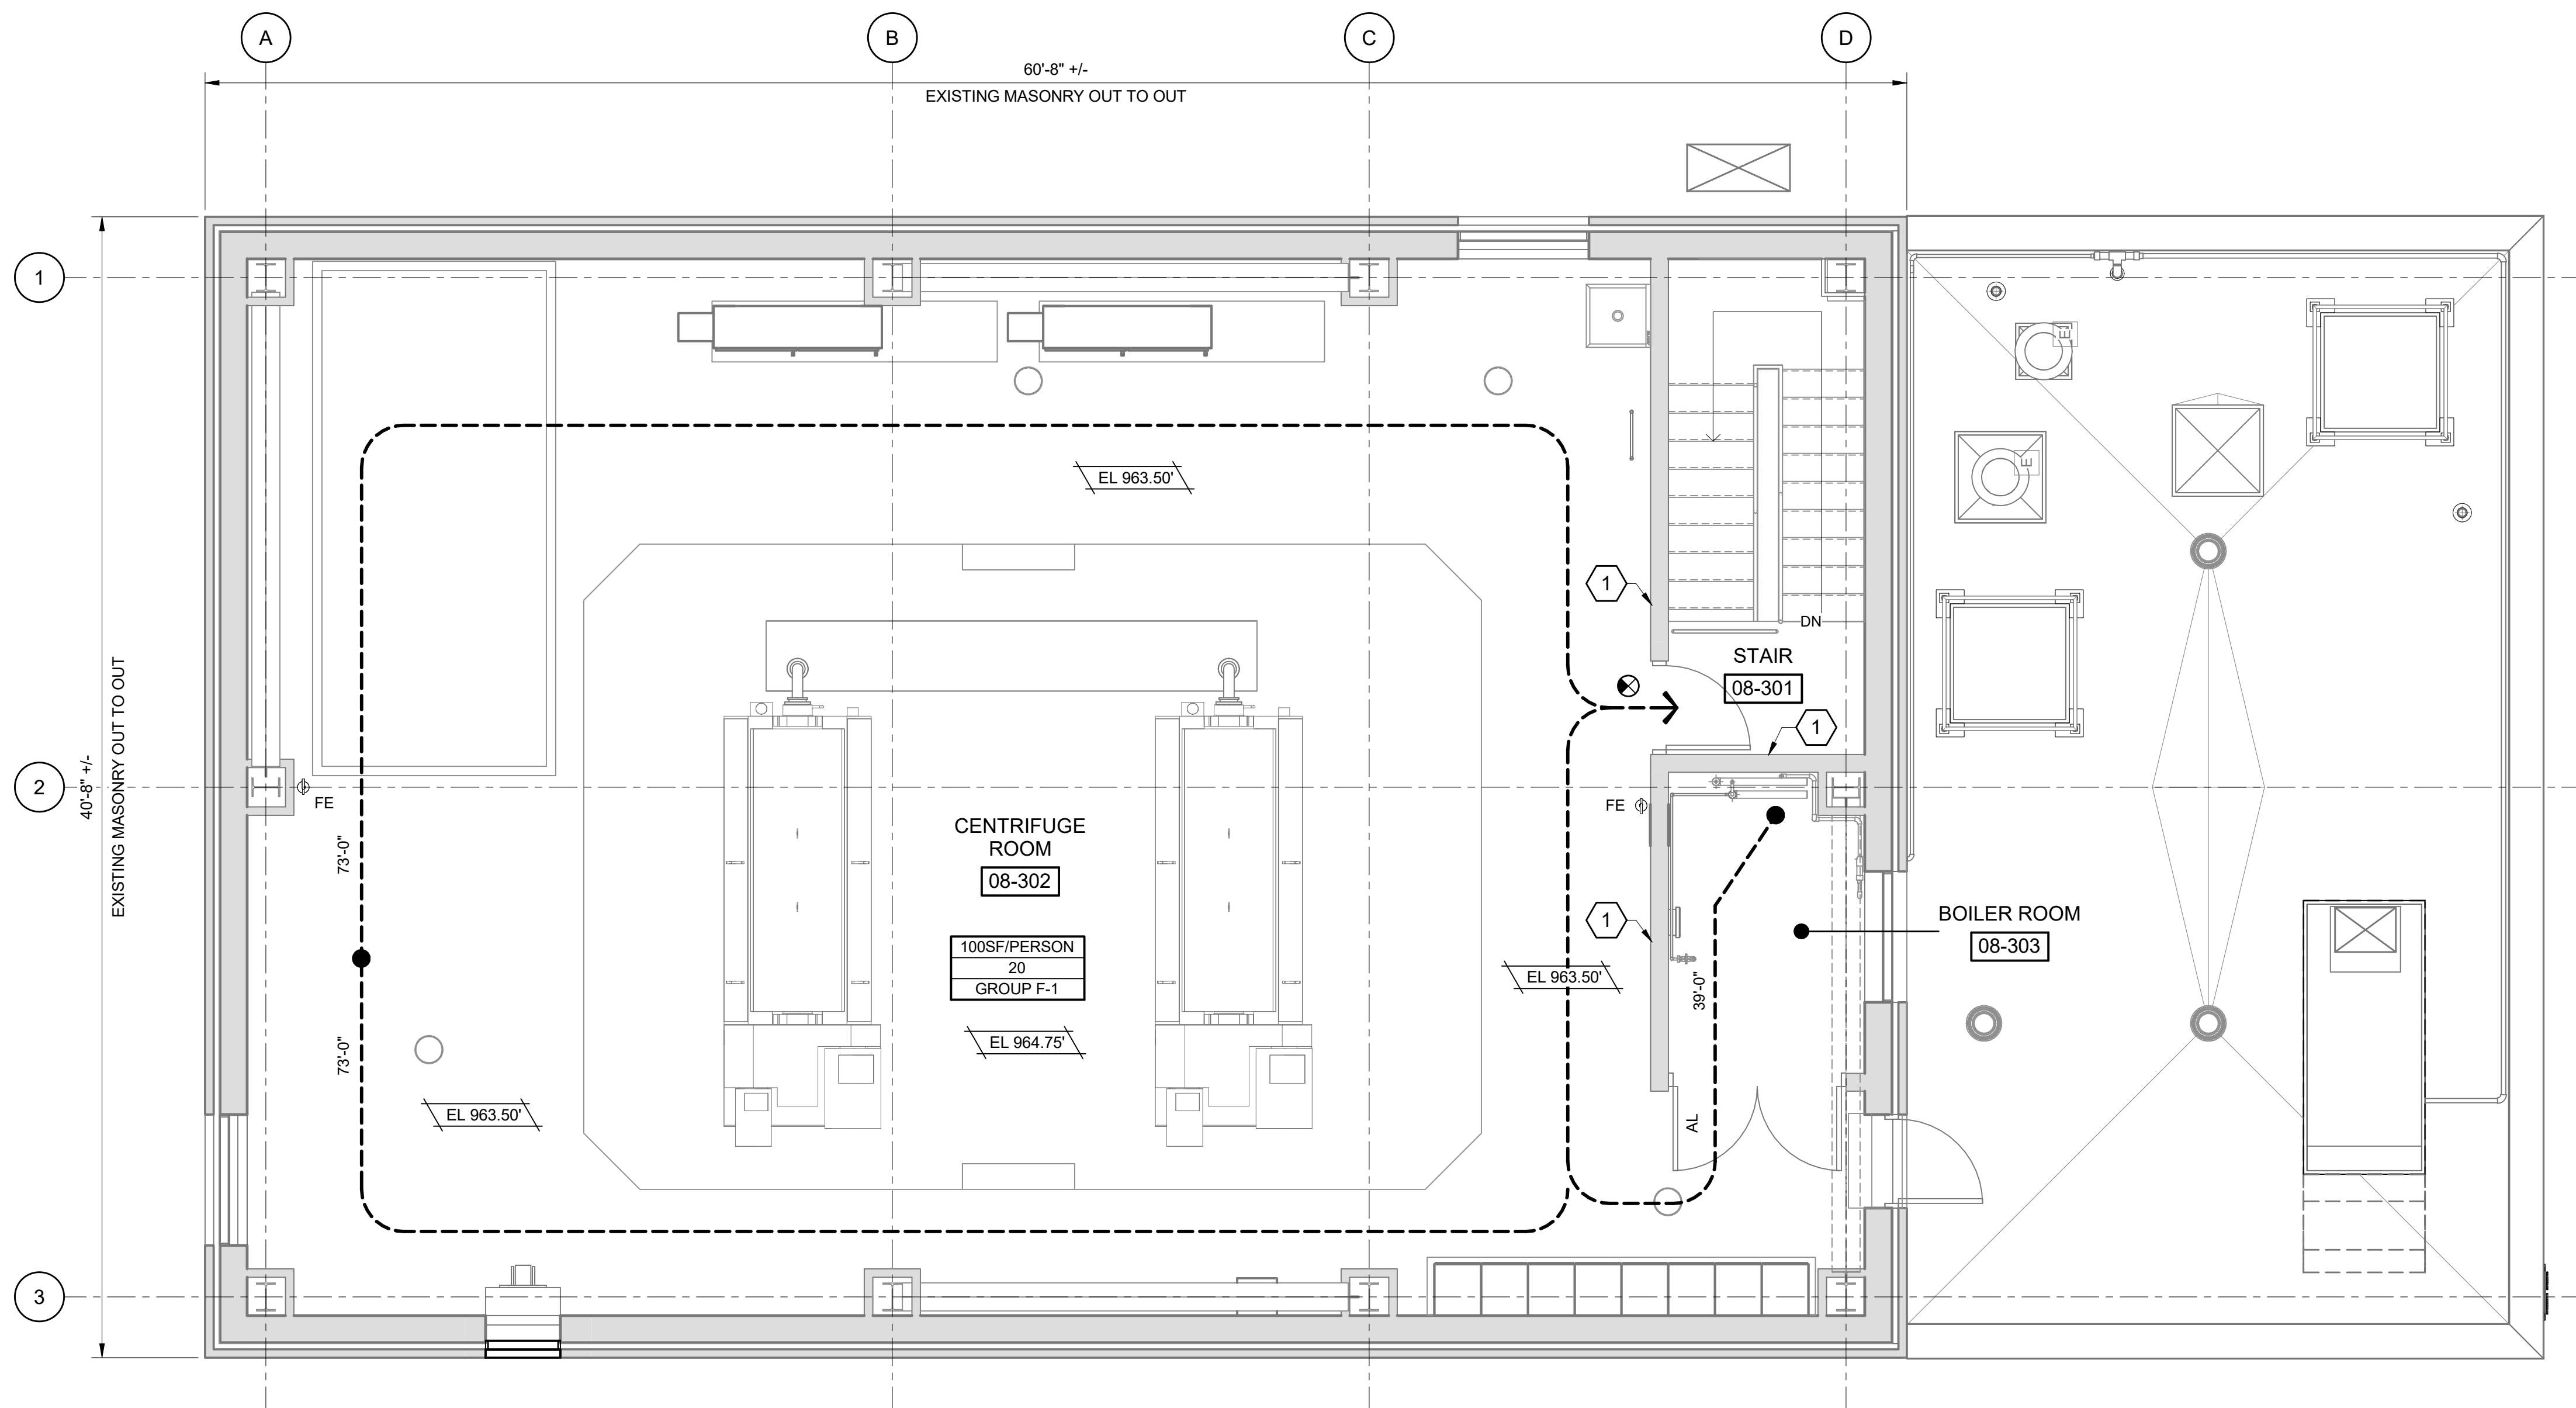 A
B
C
D
60'-8" +/-
EXISTING MASONRY OUT TO OUT
1
2
3
40'-8" +/-
EXISTING MASONRY OUT TO OUT
EL 963.50'
E
E
1
DN
STAIR
08-301
1
FE
73'-0"
FE
CENTRIFUGE
ROOM
08-302
100SF/PERSON
20
GROUP F-1
EL 964.75'
1
BOILER ROOM
08-303
EL 963.50'
39'-0"
73'-0"
EL 963.50'
AL